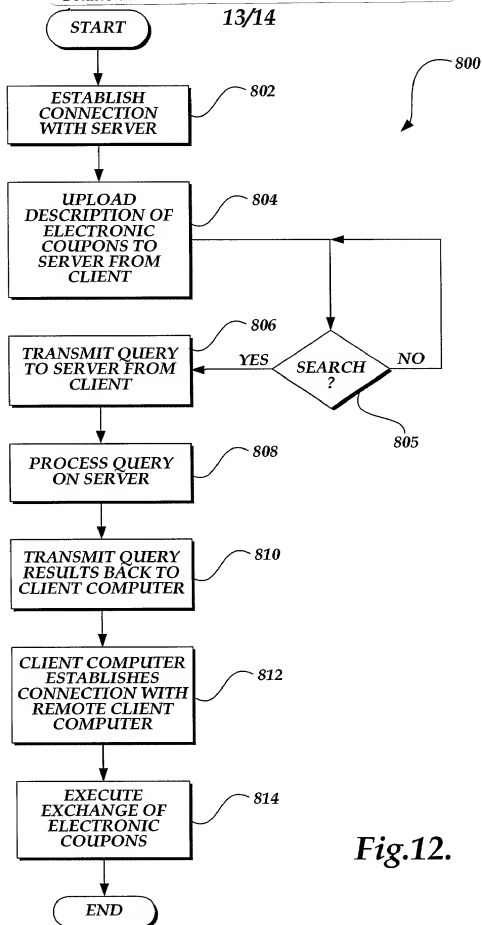 13/14
START
800
ESTABLISH
CONNECTION
WITH SERVER
802
UPLOAD
DESCRIPTION OF
ELECTRONIC
COUPONS TO
SERVER FROM
CLIENT
804
TRANSMIT QUERY
TO SERVER FROM
CLIENT
806
YES
SEARCH
?
NO
805
PROCESS QUERY
ON SERVER
808
TRANSMIT QUERY
RESULTS BACK TO
CLIENT COMPUTER
810
CLIENT COMPUTER
ESTABLISHES
CONNECTION WITH
REMOTE CLIENT
COMPUTER
812
EXECUTE
EXCHANGE OF
ELECTRONIC
COUPONS
814
Fig.12.
END